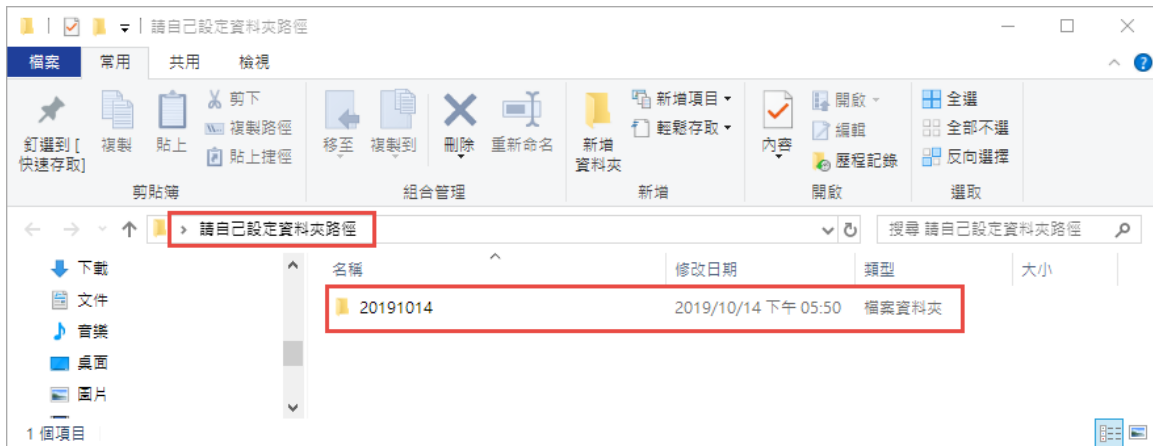 請自己設定資料夾路徑
檔案 常用 共用 檢視
釘選到 [
快速存取]
複製
貼上
剪下
複製路徑
貼上捷徑
剪貼簿
移至
複製到
刪除
重新命名
組合管理
新增
資料夾
新增項目
輕鬆存取
新增
內容
開啟
編輯
歷程記錄
開啟
全選
全部不選
反向選擇
選取
請自己設定資料夾路徑
搜尋 請自己設定資料夾路徑
下載
文件
音樂
桌面
圖片
名稱 修改日期 類型 大小
20191014 2019/10/14 下午 05:50 檔案資料夾
1 個項目